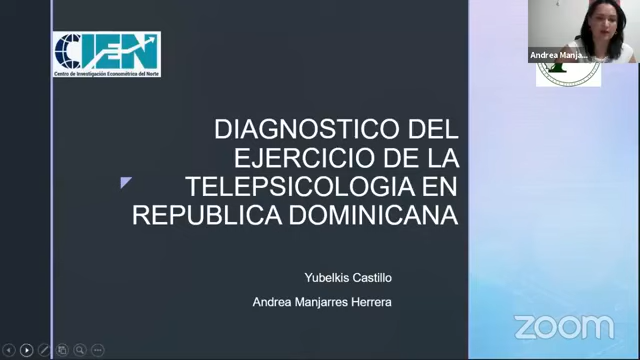 CIEN
Centro de Investigación Econométrica del Norte
Andrea Manja...
DIAGNOSTICO DEL
EJERCICIO DE LA
TELEPSICOLOGIA EN
REPUBLICA DOMINICANA
Yubelkis Castillo
Andrea Manjarres Herrera
zoom